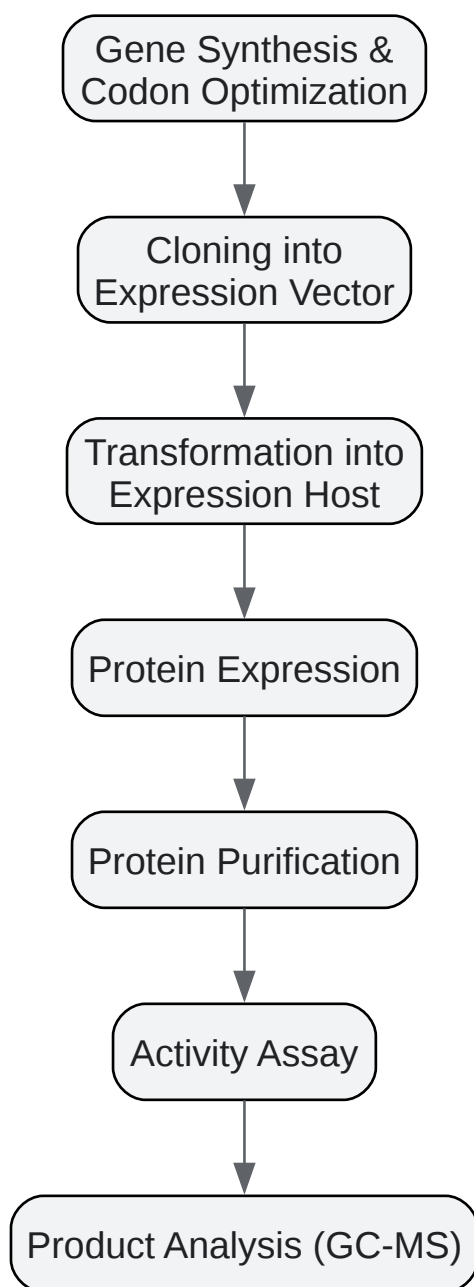 Gene Synthesis &
Codon Optimization
Cloning into
Expression Vector
Transformation into
Expression Host
Protein Expression
Protein Purification
Activity Assay
Product Analysis (GC-MS)